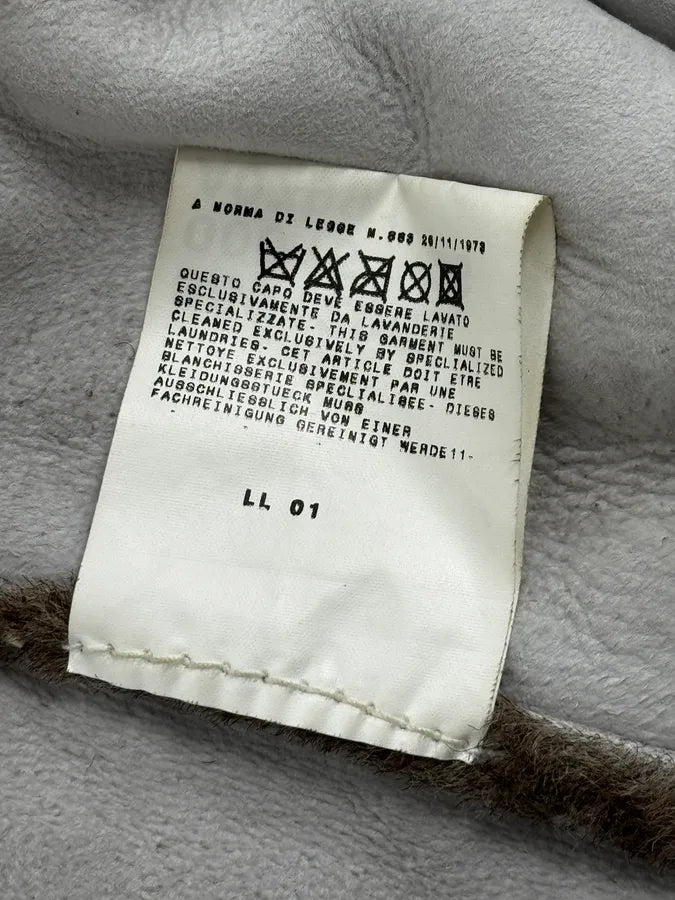 A NORMA DI LEGGE N.883 26/11/1973
QUESTO CAPO DEVE ESSERE LAVATO
ESCLUSIVAMENTE DA LAVANDERIE
SPECIALIZZATE- THIS GARMENT MUST BE
CLEANED EXCLUSIVELY BY SPECLIALIZED
LAUNDRIES- CET ARTICLE DOIT ETRE
NETTOYE EXCLUSIVEMENT PAR UNE
BLANCHISSERIE SPECIALISEE- DIESES
KLEIDUNGSSTUECK MUSS
AUSSCHLIESSLICH VON EINER
FACHREINIGUNG GEREINIGT WERDE11-
LL 01